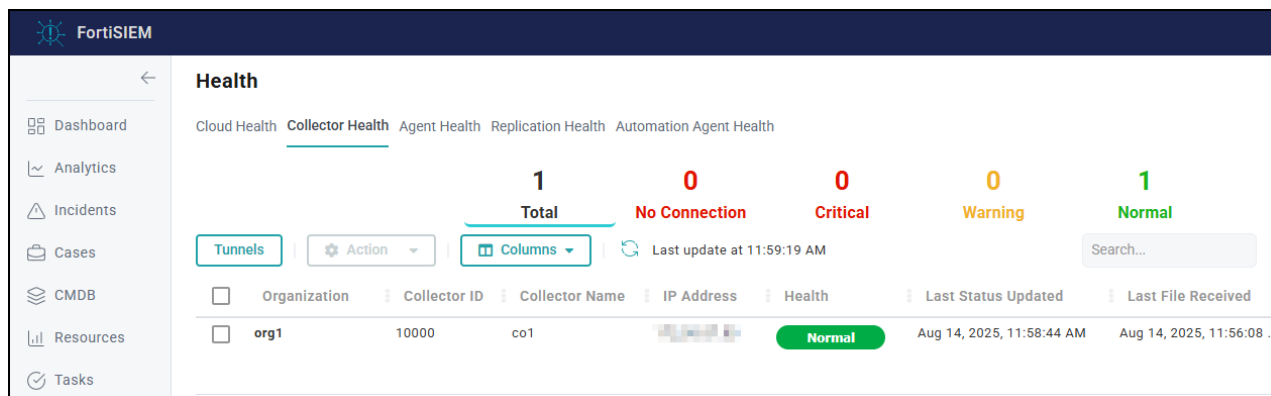 FortiSIEM
Health
Dashboard
Cloud Health Collector Health Agent Health Replication Health Automation Agent Health
Analytics
1 0 0 0 1
Incidents
Total No Connection Critical Warning Normal
Cases
Tunnels Action Columns Last update at 11:59:19 AM Search...
CMDB
Organization Collector ID Collector Name IP Address Health Last Status Updated Last File Received
Resources
org1 10000 co1 Normal Aug 14, 2025, 11:58:44 AM Aug 14, 2025, 11:56:08 .
Tasks